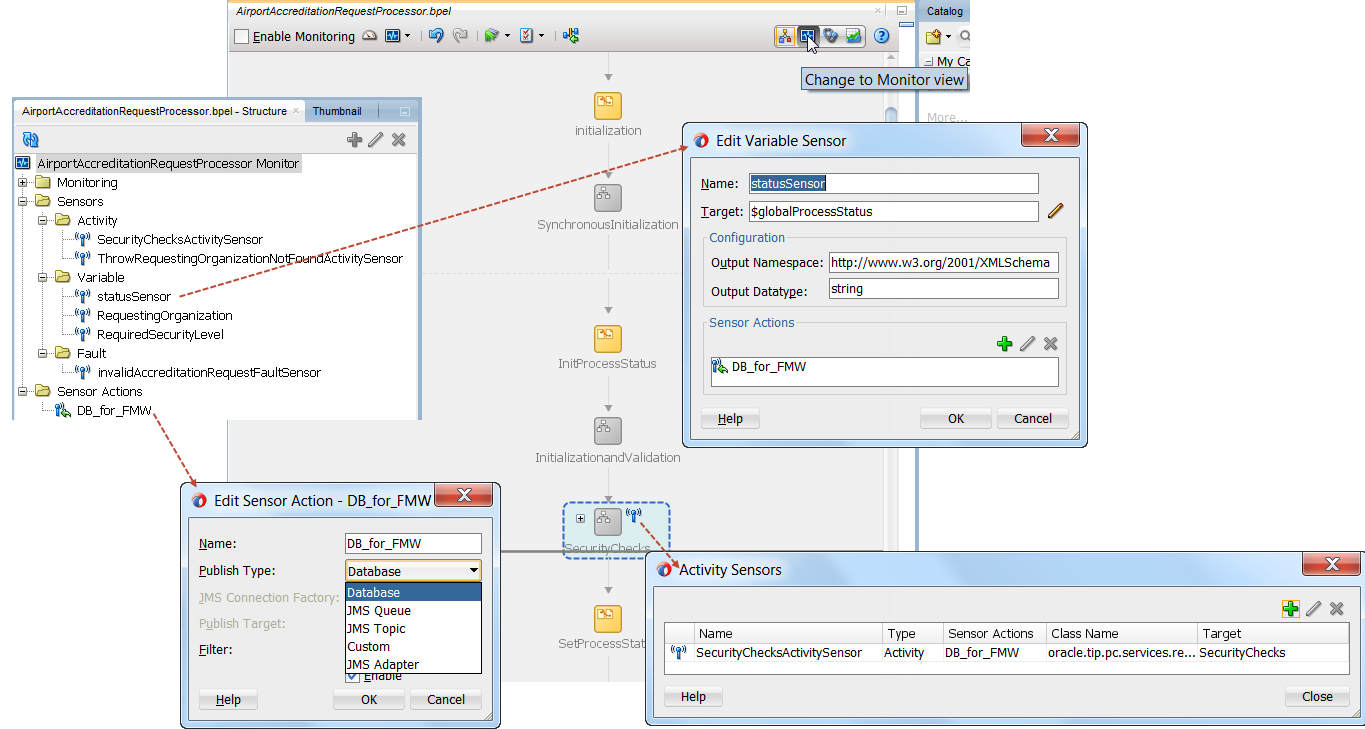 AirportAccreditationRequestProcessor.bpel
Catalog
Enable Monitoring
My Ca
Change to Monitor view
More...
AirportAccreditationRequestProcessor.bpel - Structure
Thumbnail
AirportAccreditationRequestProcessor Monitor
Monitoring
Sensors
Activity
SecurityChecksActivitySensor
ThrowRequestingOrganizationNotFoundActivitySensor
Variable
statusSensor
RequestingOrganization
RequiredSecurityLevel
Fault
invalidAccreditationRequestFaultSensor
Sensor Actions
DB_for_FMW
initialization
SynchronousInitialization
InitProcessStatus
InitializationandValidation
SecurityChecks
SetProcessStat
Edit Variable Sensor
Name: statusSensor
Target: $globalProcessStatus
Configuration
Output Namespace: http://www.w3.org/2001/XMLSchema
Output Datatype: string
Sensor Actions
DB_for_FMW
Help OK Cancel
Edit Sensor Action - DB_for_FMW
Name: DB_for_FMW
Publish Type: Database
Database
JMS Connection Factory:
JMS Queue
Publish Target:
JMS Topic
Custom
Filter:
JMS Adapter
Enable
Help OK Cancel
Activity Sensors
Name Type Sensor Actions Class Name Target
SecurityChecksActivitySensor Activity DB_for_FMW oracle.tip.pc.services.re... SecurityChecks
Help Close